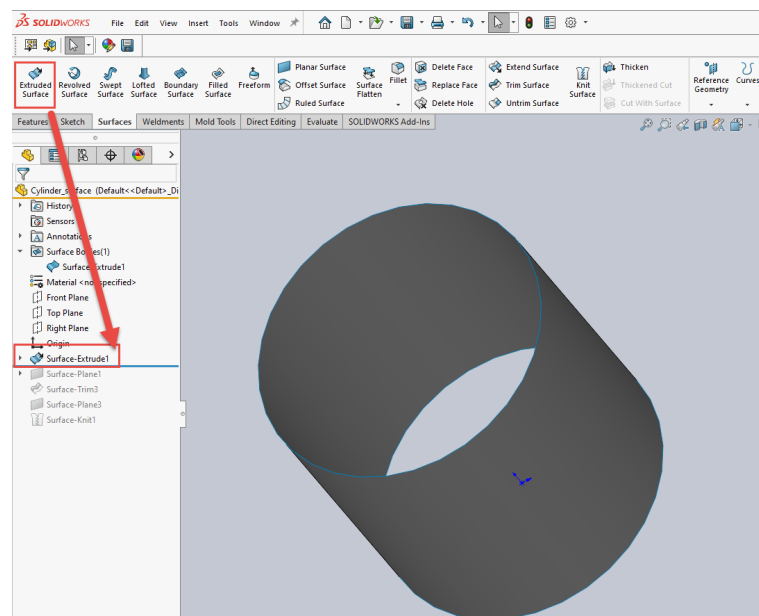 SOLIDWORKS File Edit View Insert Tools Window
Extruded Surface
Revolved Surface
Swept Surface
Lofted Surface
Boundary Surface
Filled Surface
Freeform
Planar Surface
Offset Surface
Ruled Surface
Surface Flatten
Fillet
Delete Face
Replace Face
Delete Hole
Extend Surface
Trim Surface
Untrim Surface
Knit Surface
Thicken
Thickened Cut
Cut With Surface
Reference Geometry
Curves
Features Sketch Surfaces Weldments Mold Tools Direct Editing Evaluate SOLIDWORKS Add-Ins
(Default<<Default>_Di
History
Sensors
Annotations
Surface Bodies(1)
Surface-Extrude1
Material <not specified>
Front Plane
Top Plane
Right Plane
Origin
Surface-Extrude1
Surface-Plane1
Surface-Trim3
Surface-Plane3
Surface-Knit1